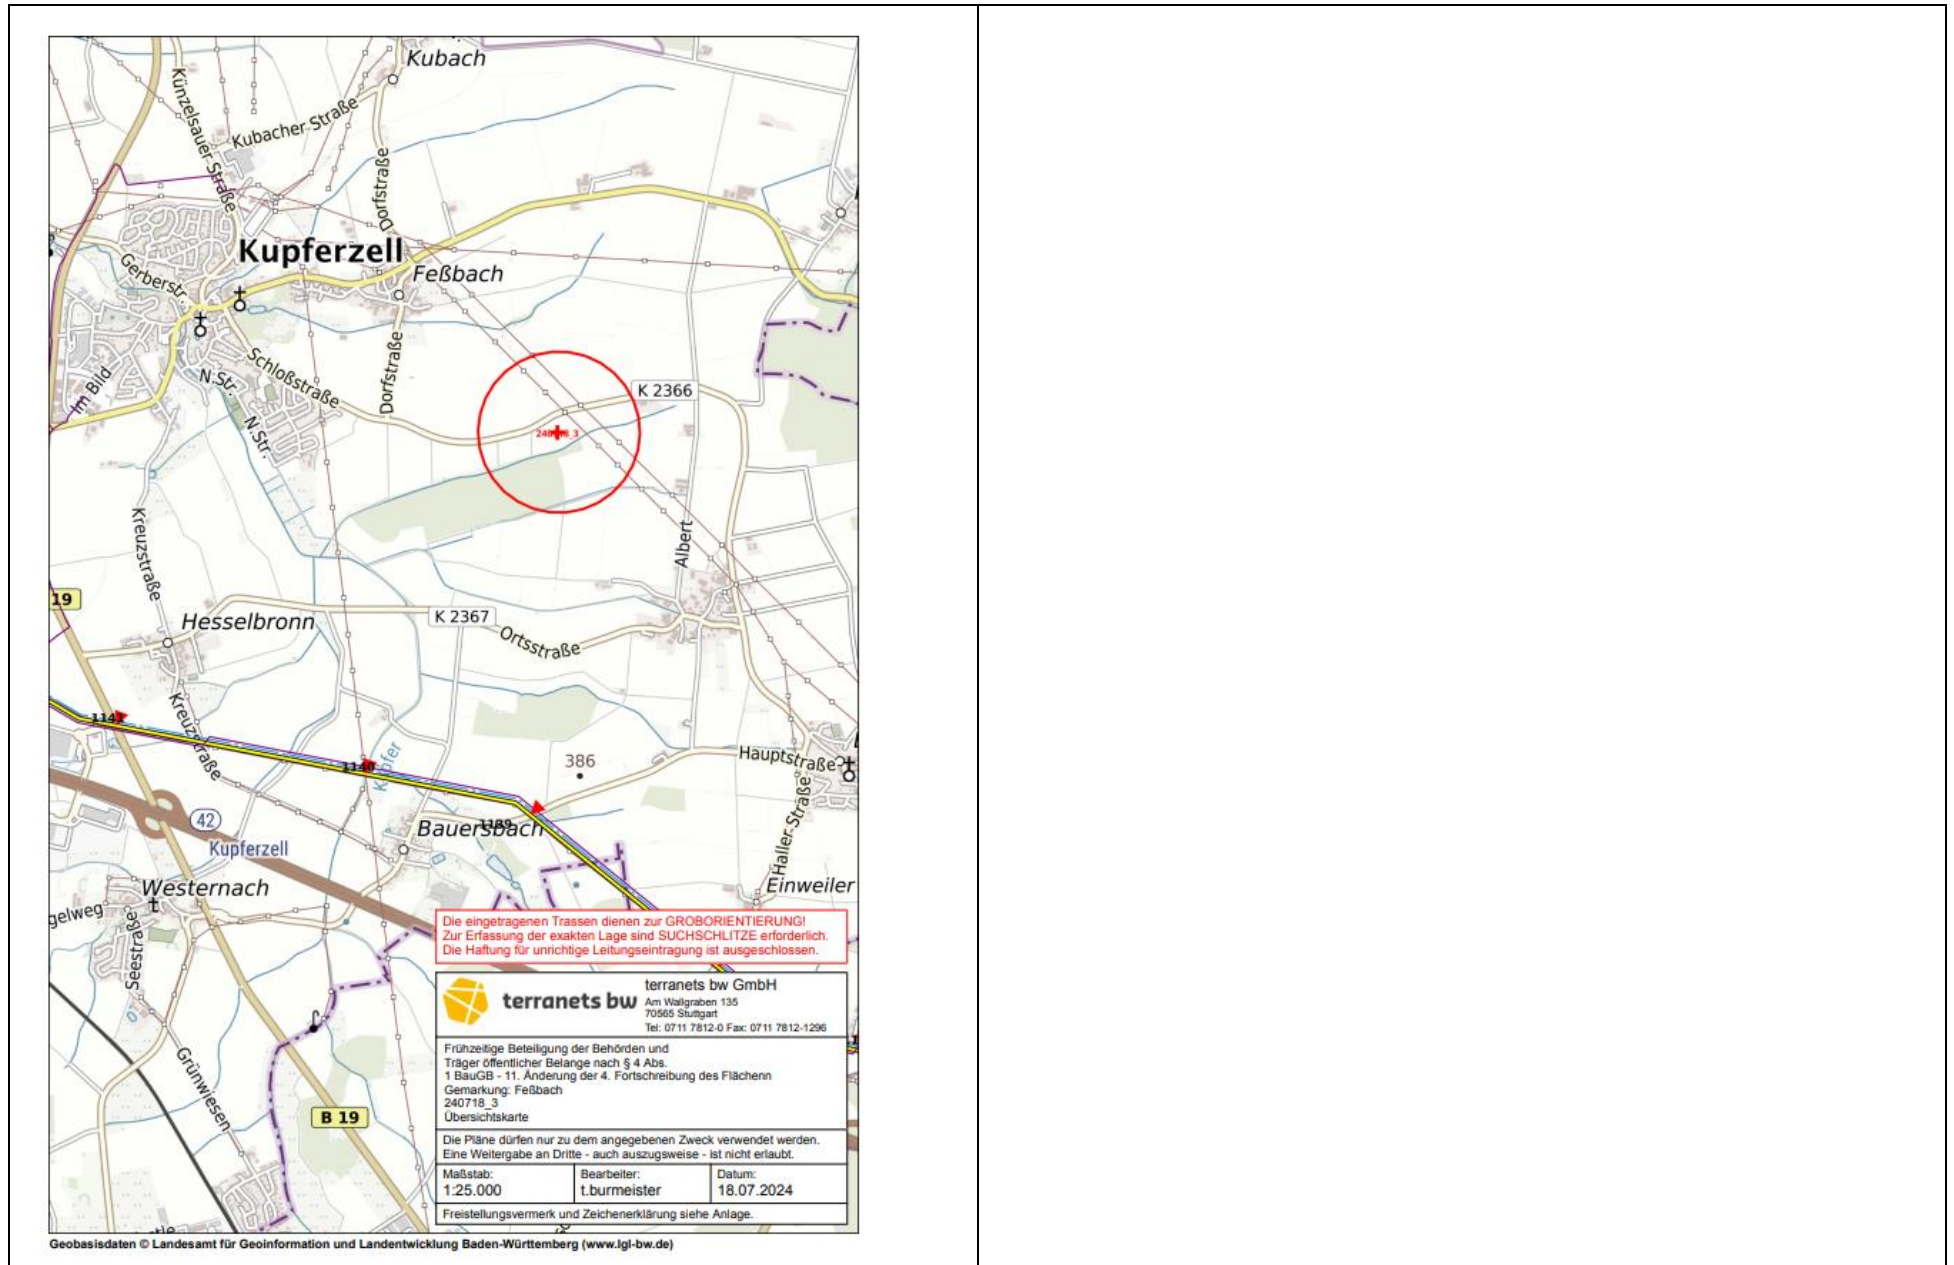 Kubach
Künzelsauer Straße
Kubacher Straße
Dorfstraße
Kupferzell
Feßbach
Gerberstr.
Schloßstraße
Dorfstraße
Im Bild
N.Str.
N.Str.
K 2366
Kreuzstraße
Albert
19
Hesselbronn
K 2367
Ortsstraße
Kreuzstraße
1141
1140
Kupfer
386
Hauptstraße
Haller-Straße
1139
Bauersbach
42
Kupferzell
Westernach
Einweiler
gelweg
Seestraße
Grünwiesen
B 19
Die eingetragenen Trassen dienen zur GROBORIENTIERUNG!
Zur Erfassung der exakten Lage sind SUCHSCHLITZE erforderlich.
Die Haftung für unrichtige Leitungseintragung ist ausgeschlossen.
terranets bw
terranets bw GmbH
Am Wallgraben 135
70565 Stuttgart
Tel: 0711 7812-0 Fax: 0711 7812-1296
Frühzeitige Beteiligung der Behörden und
Träger öffentlicher Belange nach § 4 Abs.
1 BauGB - 11. Änderung der 4. Fortschreibung des Flächenn
Gemarkung: Feßbach
240718_3
Übersichtskarte
Die Pläne dürfen nur zu dem angegebenen Zweck verwendet werden.
Eine Weitergabe an Dritte - auch auszugsweise - ist nicht erlaubt.
Maßstab:
1:25.000
Bearbeiter:
t.burmeister
Datum:
18.07.2024
Freistellungsvermerk und Zeichenerklärung siehe Anlage.
Geobasisdaten © Landesamt für Geoinformation und Landentwicklung Baden-Württemberg (www.lgl-bw.de)